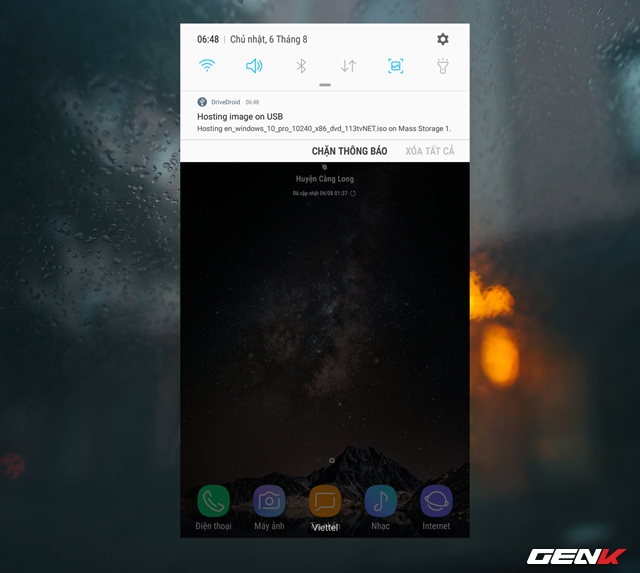 06:48 | Chủ nhật, 6 Tháng 8
DriveDroid 06:48
Hosting image on USB
Hosting en_windows_10_pro_10240_x86_dvd_113tvNET.iso on Mass Storage 1.
CHẶN THÔNG BÁO XÓA TẤT CẢ
Huyện Càng Long
Đã cập nhật 06/08 01:37
Điện thoại Máy ảnh Nhạc Internet
Viettel
GENK